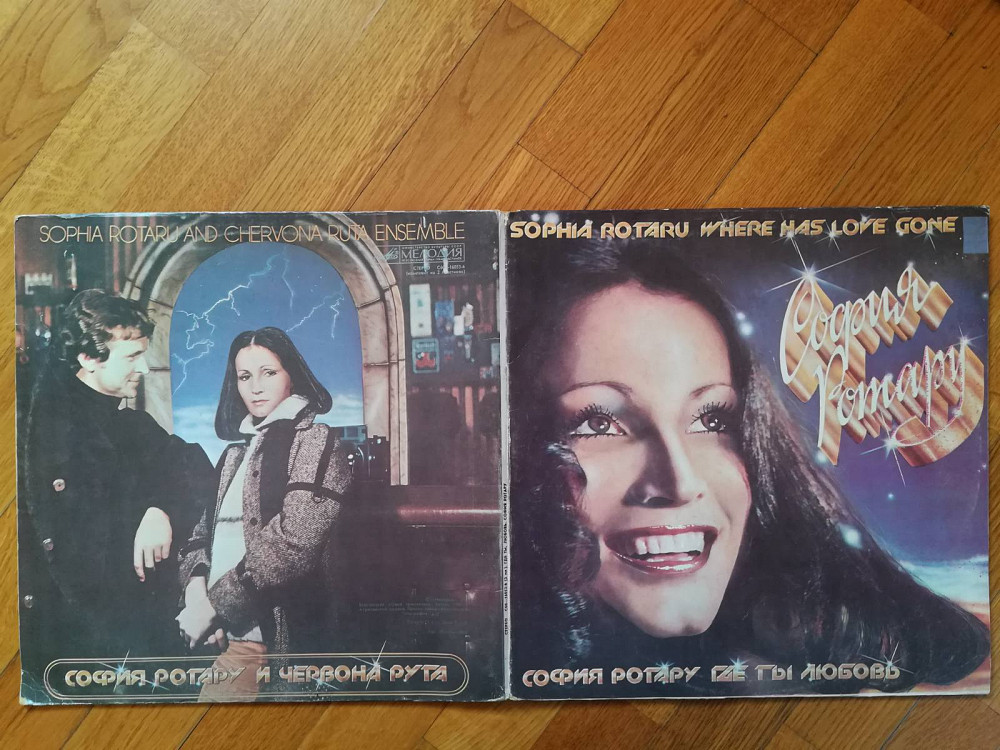 SOPHIA ROTARU AND CHERVONA RUTA ENSEMBLE
МЕЛОДИЯ
СТЕРЕО
СОФИЯ РОТАРУ И ЧЕРВОНА РУТА
SOPHIA ROTARU WHERE HAS LOVE GONE
София
Ротару
СОФИЯ РОТАРУ ГДЕ ТЫ ЛЮБОВЬ